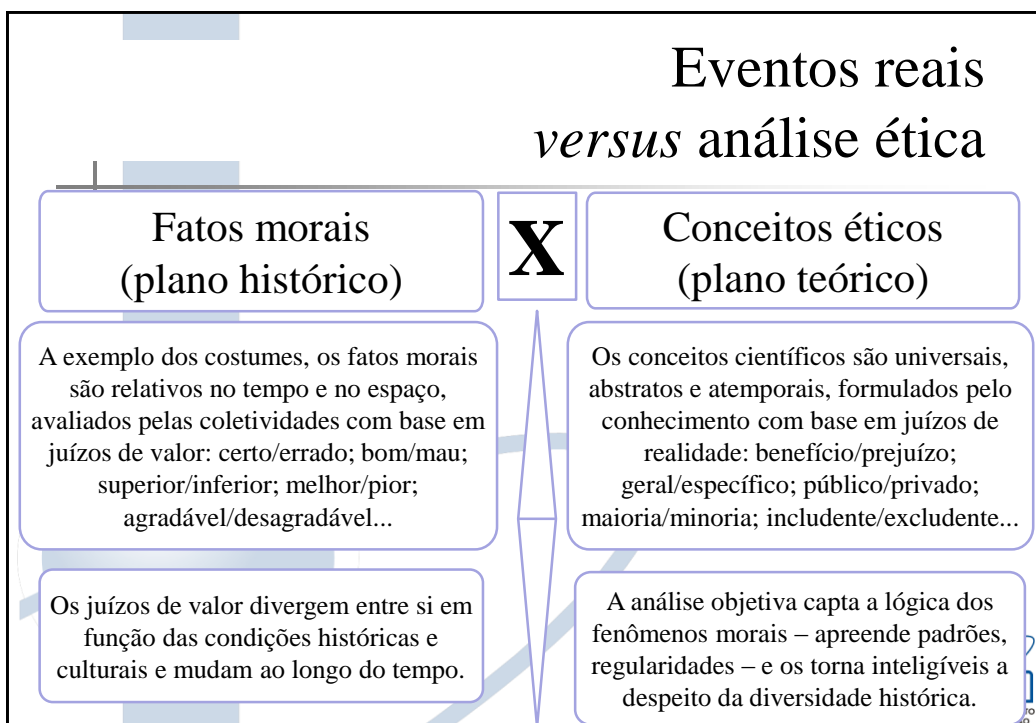 Eventos reais
versus análise ética
Fatos morais
(plano histórico)
X
Conceitos éticos
(plano teórico)
A exemplo dos costumes, os fatos morais
são relativos no tempo e no espaço,
avaliados pelas coletividades com base em
juízos de valor: certo/errado; bom/mau;
superior/inferior; melhor/pior;
agradável/desagradável...
Os conceitos científicos são universais,
abstratos e atemporais, formulados pelo
conhecimento com base em juízos de
realidade: benefício/prejuízo;
geral/específico; público/privado;
maioria/minoria; includente/excludente...
Os juízos de valor divergem entre si em
função das condições históricas e
culturais e mudam ao longo do tempo.
A análise objetiva capta a lógica dos
fenômenos morais – apreende padrões,
regularidades – e os torna inteligíveis a
despeito da diversidade histórica.